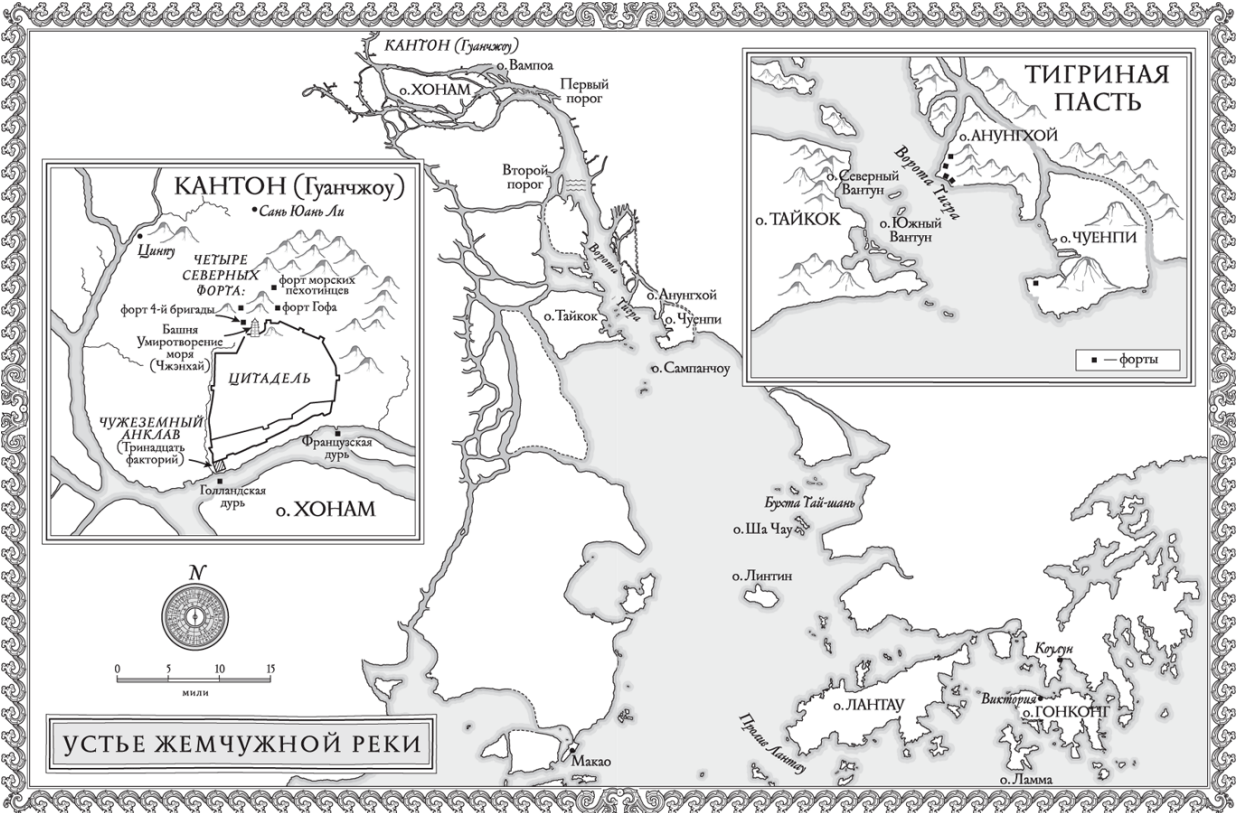 КАНТОН (Гуанчжоу)
о. Вампоа
о. ХОНАМ
Первый
порог
Второй
порог
Ворота
Тигра
о. Анунгхой
о. Тайкок
о. Чуенпи
о. Сампанчоу
Бухта Тай-шань
о. Ша Чау
о. Линтин
Коулун
Виктория
о. ГОНКОНГ
о. ЛАНТАУ
Пролив Лантау
о. Ламма
Макао
КАНТОН (Гуанчжоу)
Сань Юань Ли
Цинпу
ЧЕТЫРЕ
СЕВЕРНЫХ
ФОРТА:
форт морских
пехотинцев
форт 4-й бригады
форт Гофа
Башня
Умиротворение
моря
(Чжэнхай)
ЦИТАДЕЛЬ
ЧУЖЕЗЕМНЫЙ
АНКЛАВ
(Тринадцать
факторий)
Французская
дурь
Голландская
дурь
о. ХОНАМ
ТИГРИНАЯ
ПАСТЬ
о. АНУНГХОЙ
Ворота Тигра
о. Северный
Вантун
о. ТАЙКОК
о. Южный
Вантун
о. ЧУЕНПИ
— форты
N
0 5 10 15
мили
УСТЬЕ ЖЕМЧУЖНОЙ РЕКИ